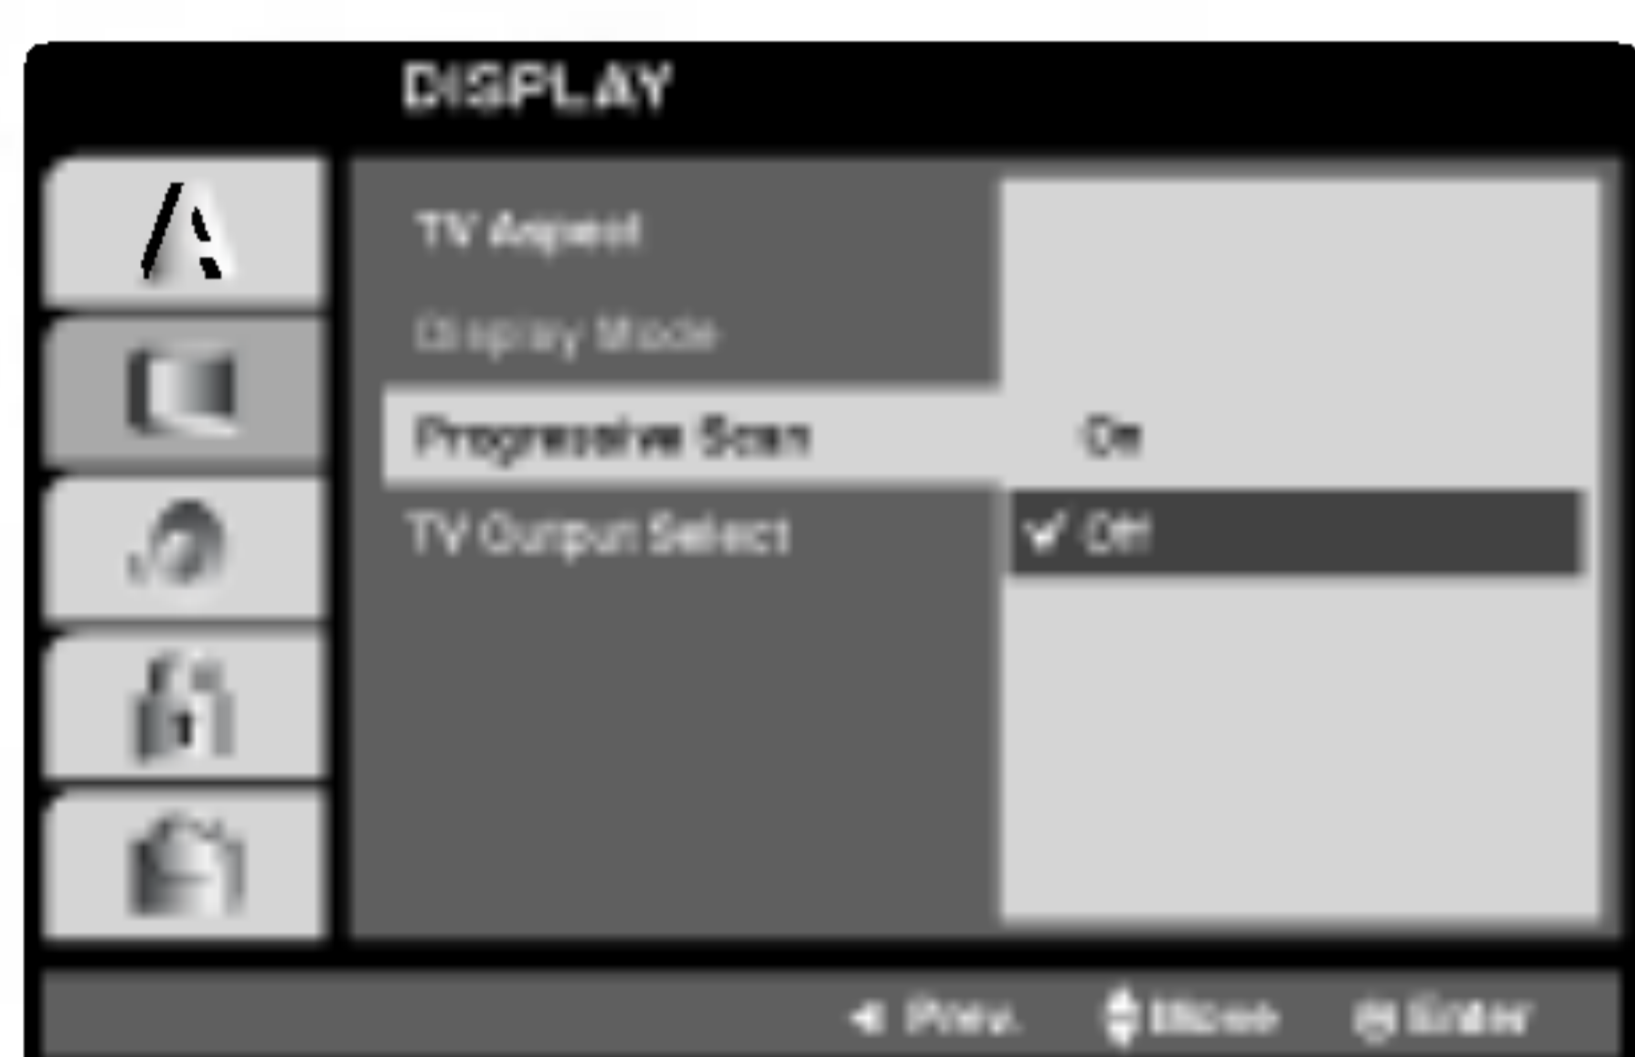 DISPLAY
TV Aspect
Display Mode
Progressive Scan On
TV Output Select ✔ Off
◄ Prev. Move Enter